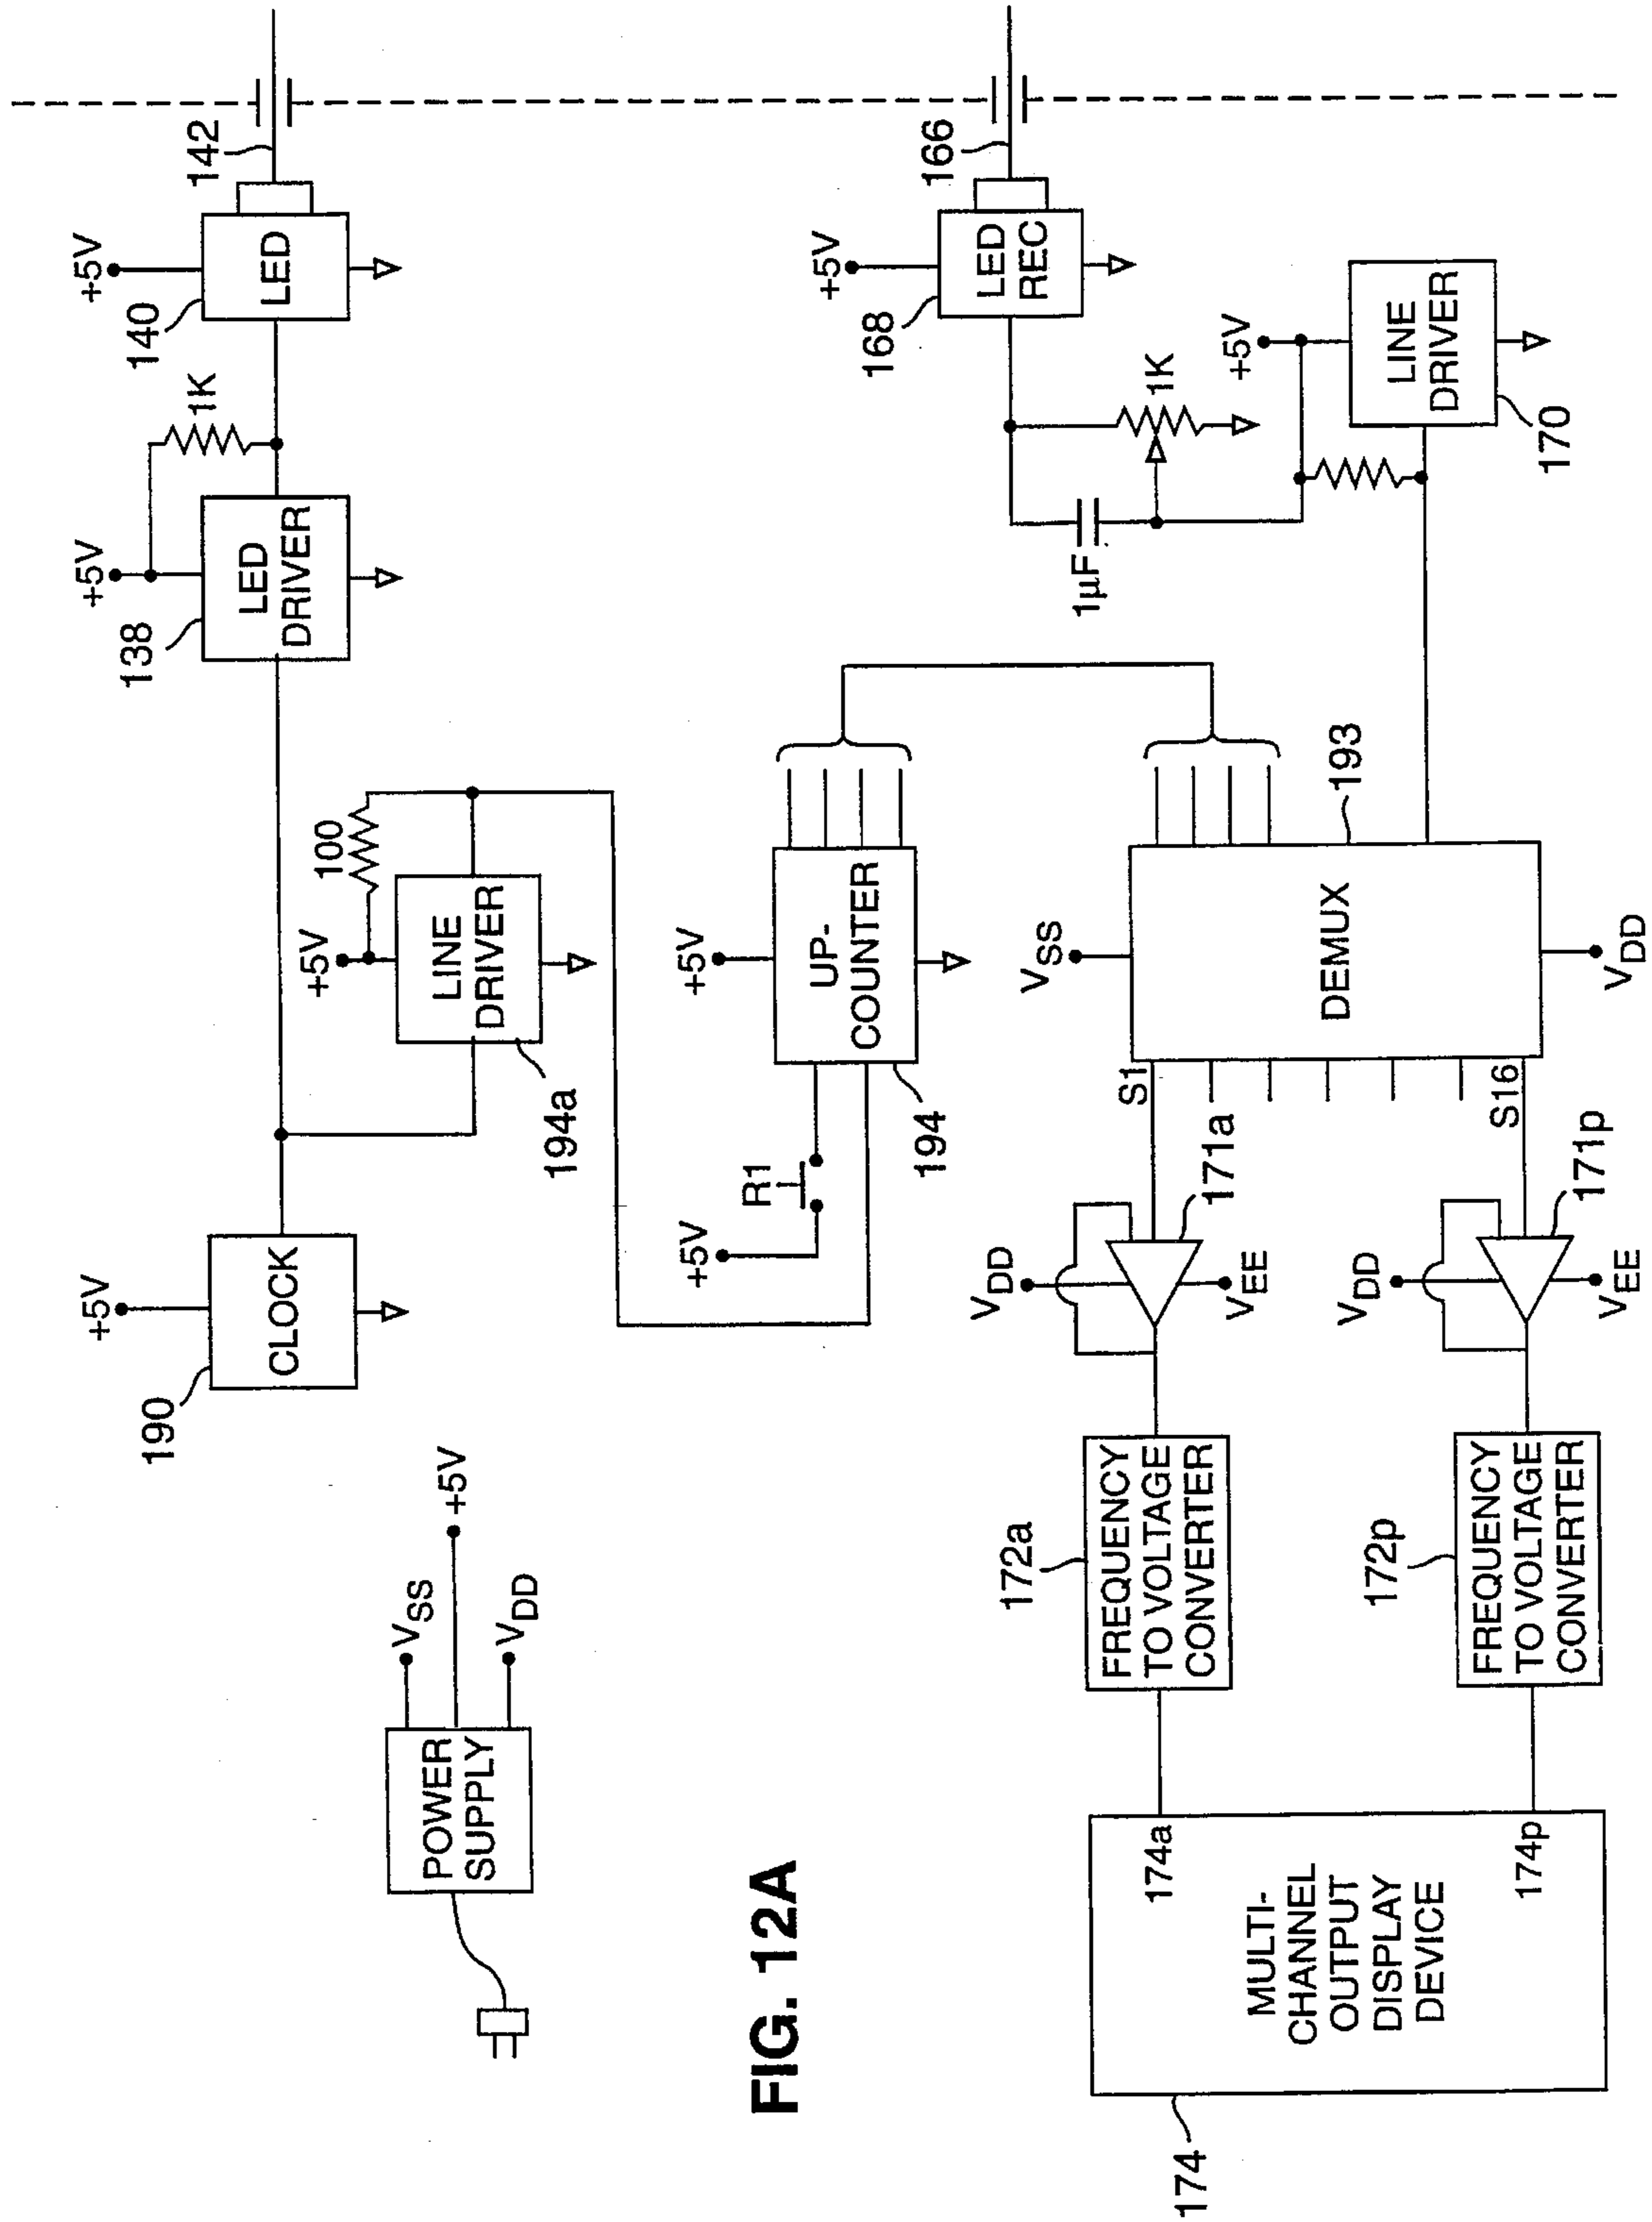 +5V
190
CLOCK
+5V
138
LED
DRIVER
1K
+5V
140
LED
142
+5V
100
LINE
DRIVER
194a
POWER
SUPPLY
VSS
+5V
VDD
+5V
R1
+5V
UP-
COUNTER
194
+5V
168
LED
REC
166
1µF
1K
+5V
LINE
DRIVER
170
VSS
DEMUX
193
VDD
S1
S16
VDD
171a
VEE
VDD
171p
VEE
172a
FREQUENCY
TO VOLTAGE
CONVERTER
172p
FREQUENCY
TO VOLTAGE
CONVERTER
174
MULTI-
CHANNEL
OUTPUT
DISPLAY
DEVICE
174a
174p
FIG. 12A